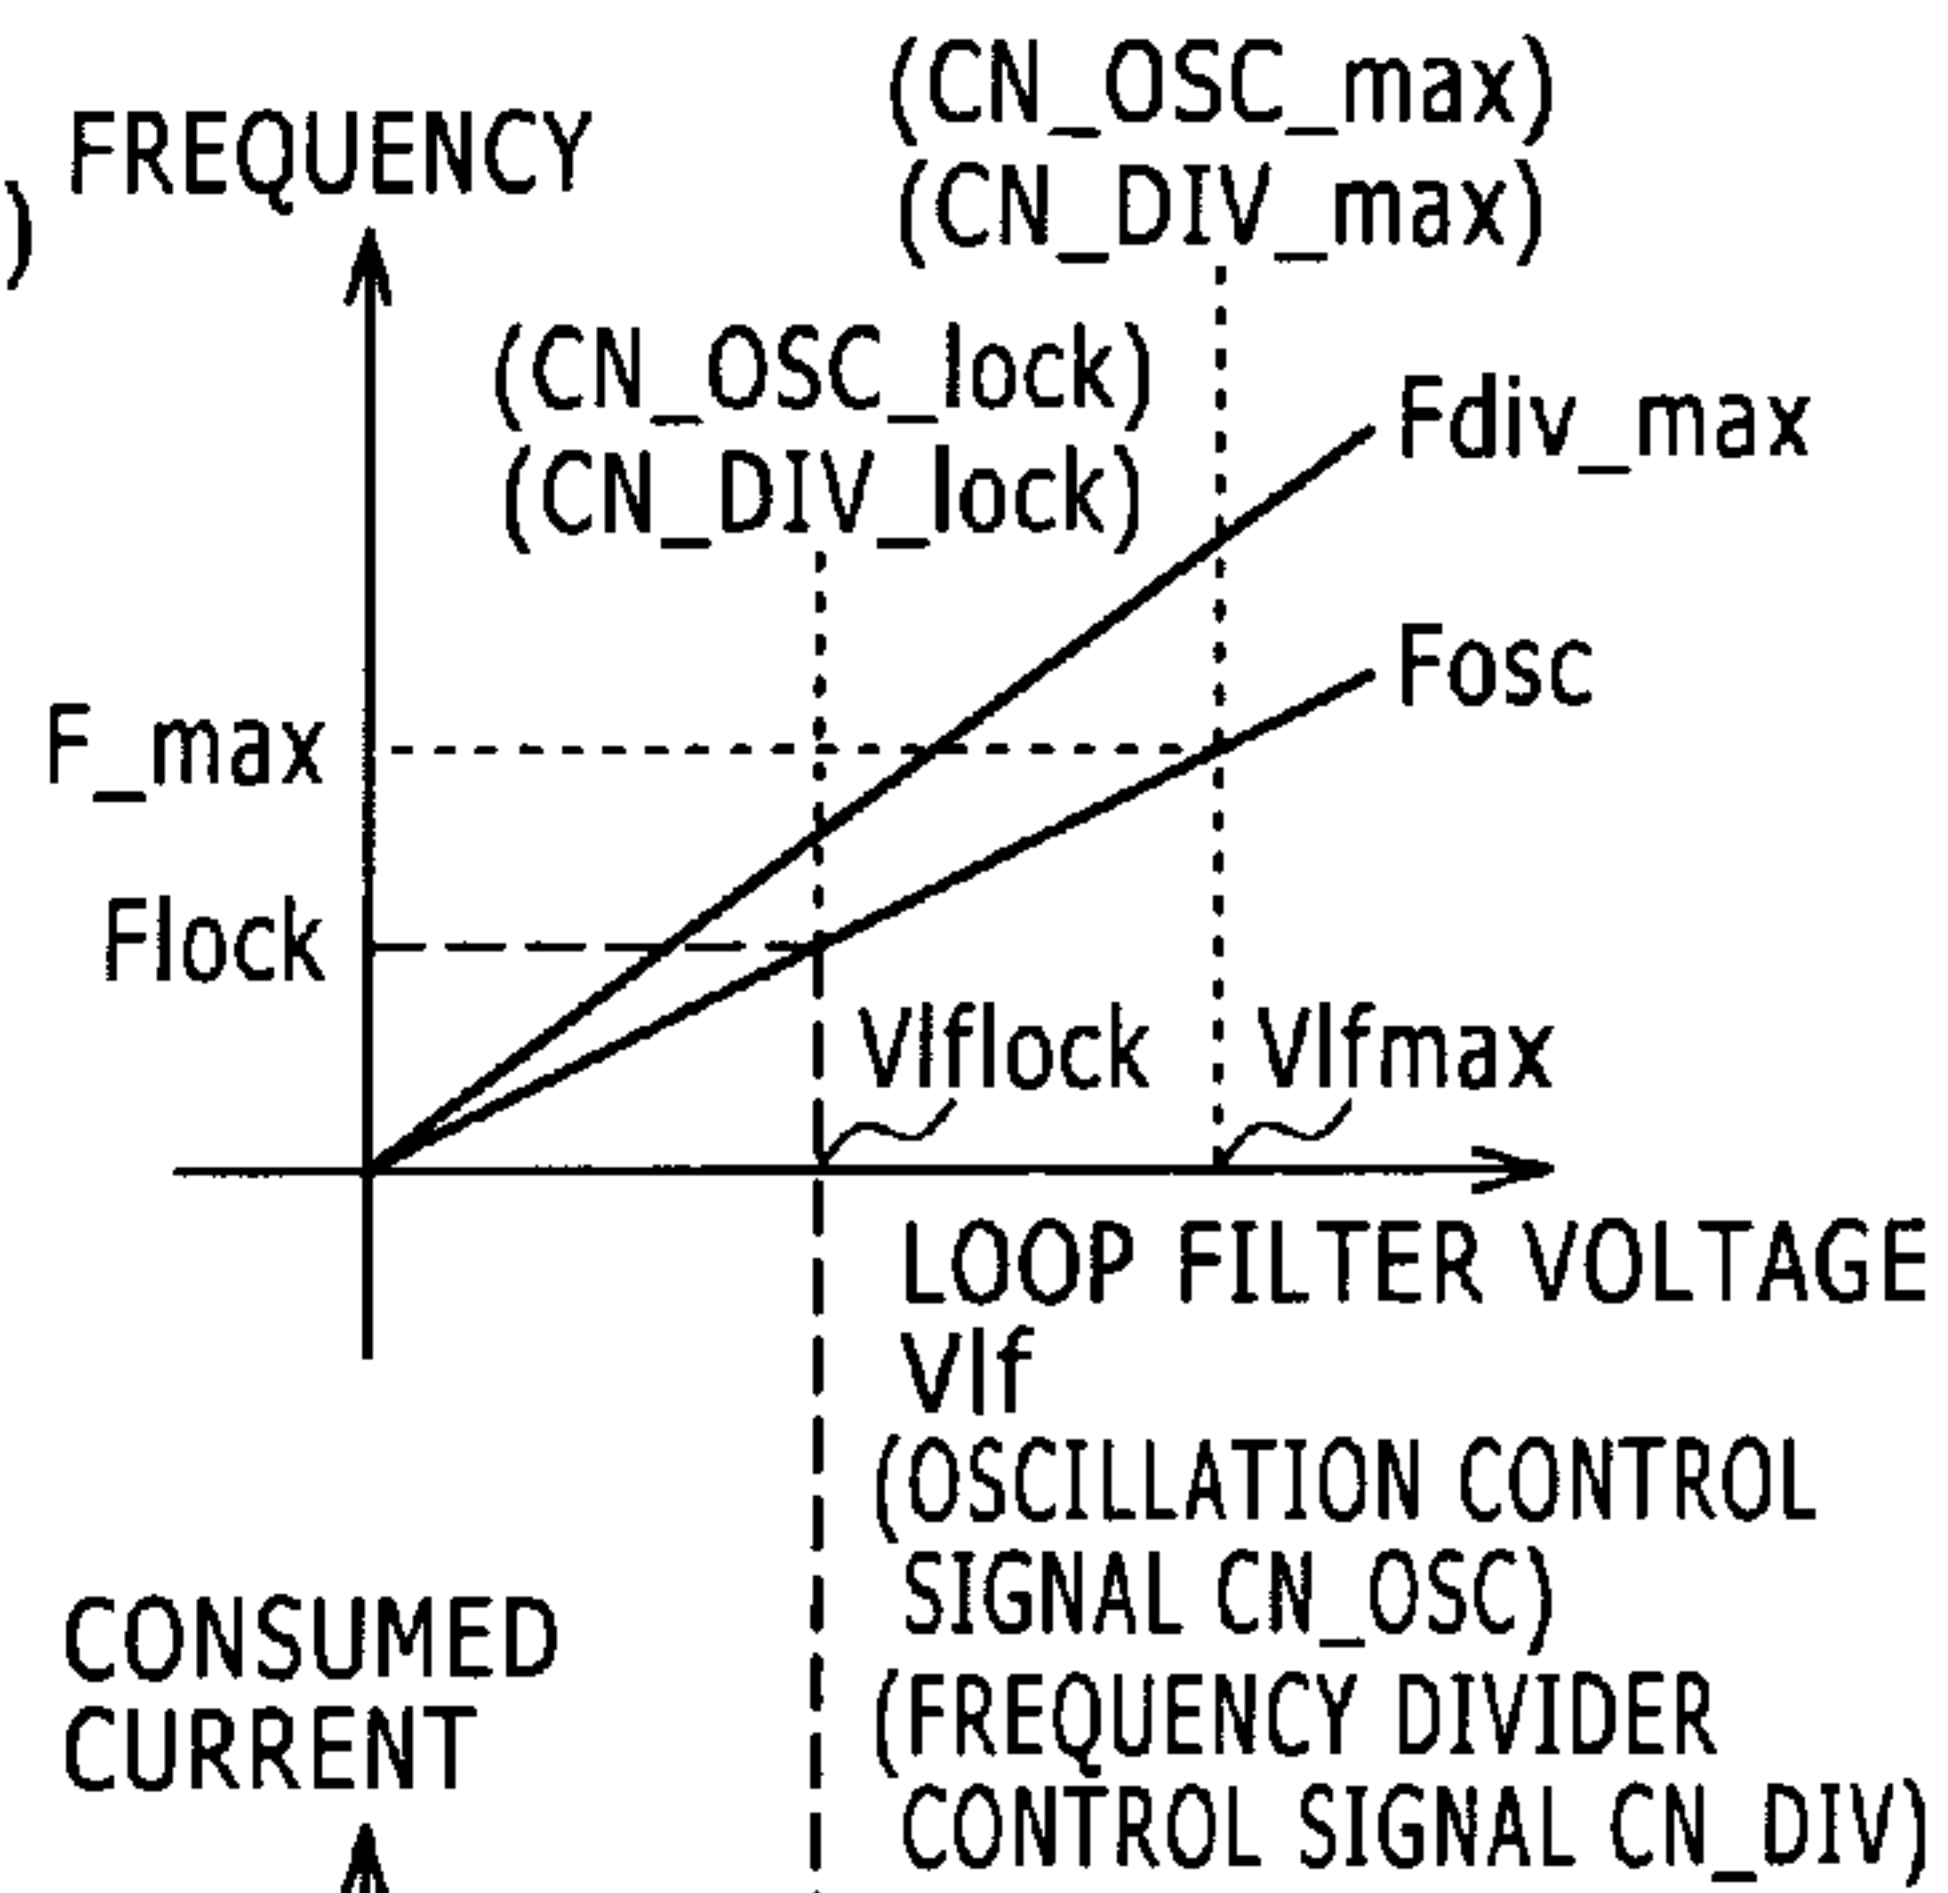 )
FREQUENCY
(CN_OSC_max)
(CN_DIV_max)
(CN_OSC_lock)
(CN_DIV_lock)
Fdiv_max
Fosc
F_max
Flock
Vlflock
Vlfmax
LOOP FILTER VOLTAGE
Vlf
(OSCILLATION CONTROL
SIGNAL CN_OSC)
(FREQUENCY DIVIDER
CONTROL SIGNAL CN_DIV)
CONSUMED
CURRENT